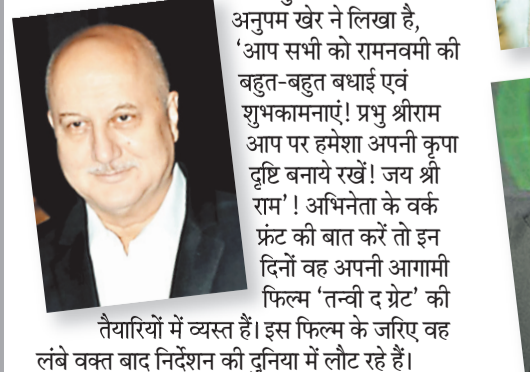 अनुपम खेर ने लिखा है,
‘आप सभी को रामनवमी की
बहुत-बहुत बधाई एवं
शुभकामनाएं! प्रभु श्रीराम
आप पर हमेशा अपनी कृपा
दृष्टि बनाये रखें! जय श्री
राम’! अभिनेता के वर्क
फ्रंट की बात करें तो इन
दिनों वह अपनी आगामी
फिल्म ‘तन्वी द ग्रेट’ की
तैयारियों में व्यस्त हैं। इस फिल्म के जरिए वह
लंबे वक्त बाद निर्देशन की दुनिया में लौट रहे हैं।